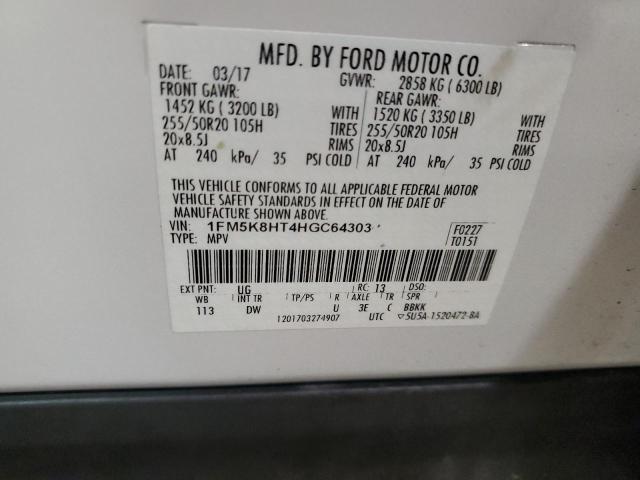 MFD. BY FORD MOTOR CO.
DATE: 03/17 GVWR: 2858 KG ( 6300 LB)
FRONT GAWR: REAR GAWR:
1452 KG ( 3200 LB) WITH 1520 KG ( 3350 LB) WITH
255/50R20 105H TIRES 255/50R20 105H TIRES
20x8.5J RIMS 20x8.5J RIMS
AT 240 kPa/ 35 PSI COLD AT 240 kPa/ 35 PSI COLD
THIS VEHICLE CONFORMS TO ALL APPLICABLE FEDERAL MOTOR
VEHICLE SAFETY STANDARDS IN EFFECT ON THE DATE OF
MANUFACTURE SHOWN ABOVE.
VIN: 1FM5K8HT4HGC64303 F0227
TYPE: MPV T0151
EXT PNT: UG RC: 13 DSO:
WB INT TR TP/PS R AXLE TR SPR
113 DW U 3E C BBKK
1201703274907 UTC ▽5U5A-1520472-BA